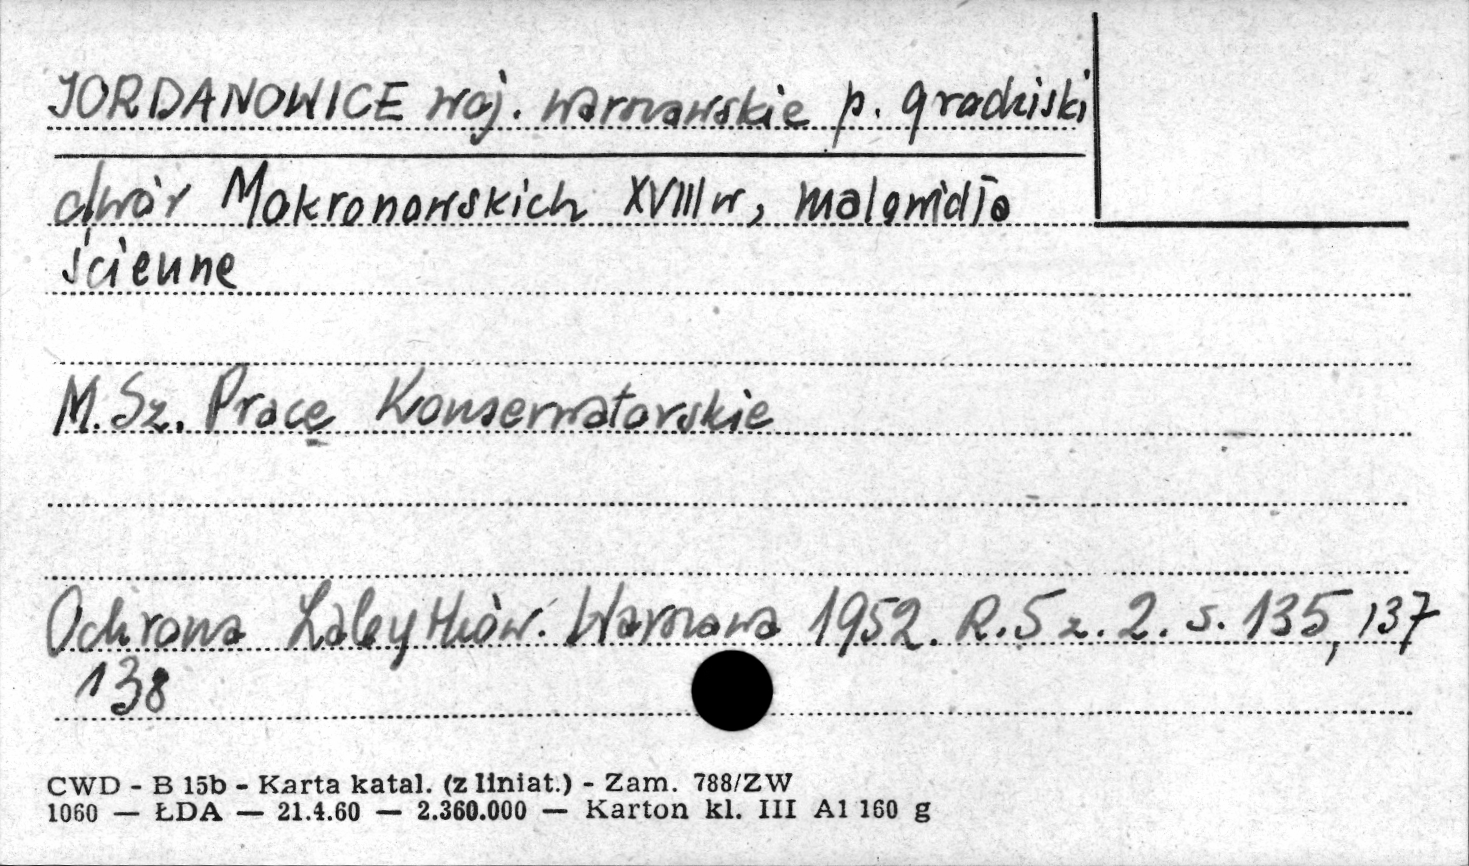 JORDANOWICE woj. warszawskie p. grodziski
dwór Mokronowskich XVIII w, malowidło
ścienne
M. Sz. Prace Konserwatorskie
Ochrona Zabytków. Warszawa 1952. R. 5 z. 2. s. 135, 137
138
CWD - B 15b - Karta katal. (z liniat.) - Zam. 788/ZW
1060 — ŁDA — 21.4.60 — 2.360.000 — Karton kl. III A1 160 g